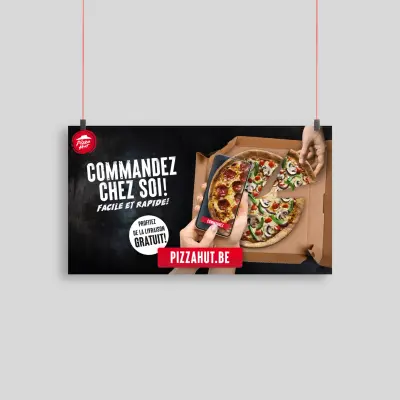 Pizza
Hut
COMMANDEZ
CHEZ SOI!
FACILE ET RAPIDE!
PROFITEZ
DE LA LIVRAISON
GRATUIT!
PIZZAHUT.BE